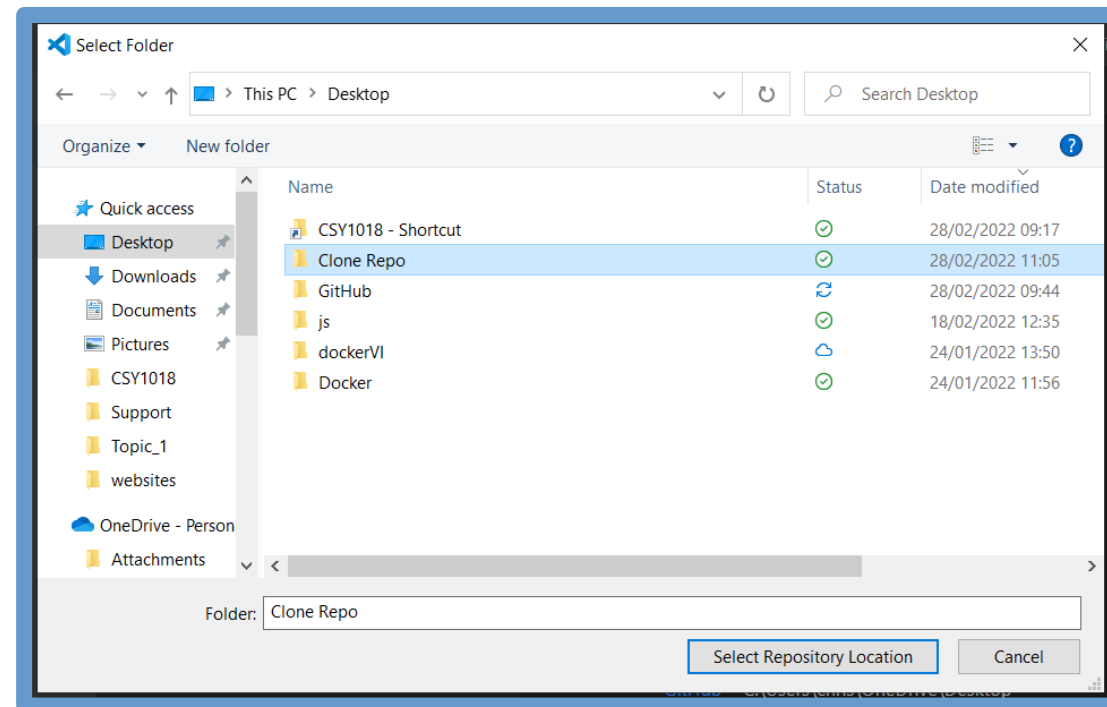 Select Folder
This PC > Desktop
Search Desktop
Organize
New folder
Quick access
Desktop
Downloads
Documents
Pictures
CSY1018
Support
Topic_1
websites
OneDrive - Person
Attachments
Name Status Date modified
CSY1018 - Shortcut 28/02/2022 09:17
Clone Repo 28/02/2022 11:05
GitHub 28/02/2022 09:44
js 18/02/2022 12:35
dockerVI 24/01/2022 13:50
Docker 24/01/2022 11:56
Folder: Clone Repo
Select Repository Location Cancel